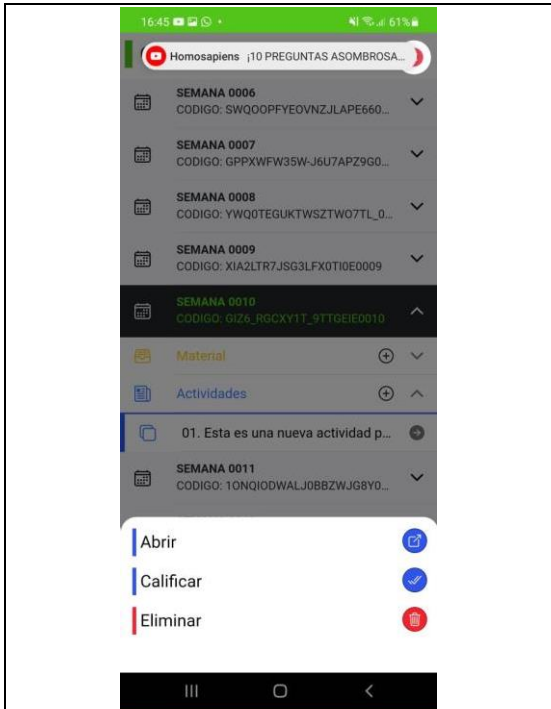 16:45 61%
Homosapiens ¡10 PREGUNTAS ASOMBROSA...
SEMANA 0006
CODIGO: SWQOOPFYEOVNZJLAPE660...
SEMANA 0007
CODIGO: GPPXWFW35W-J6U7APZ9G0...
SEMANA 0008
CODIGO: YWQ0TEGUKTWSZTWO7TL_0...
SEMANA 0009
CODIGO: XIA2LTR7JSG3LFX0TI0E0009
SEMANA 0010
CODIGO: GIZ6_RGCXY1T_9TTGEIE0010
Material
Actividades
01. Esta es una nueva actividad p...
SEMANA 0011
CODIGO: 1ONQIODWALJ0BBZWJG8Y0...
Abrir
Calificar
Eliminar